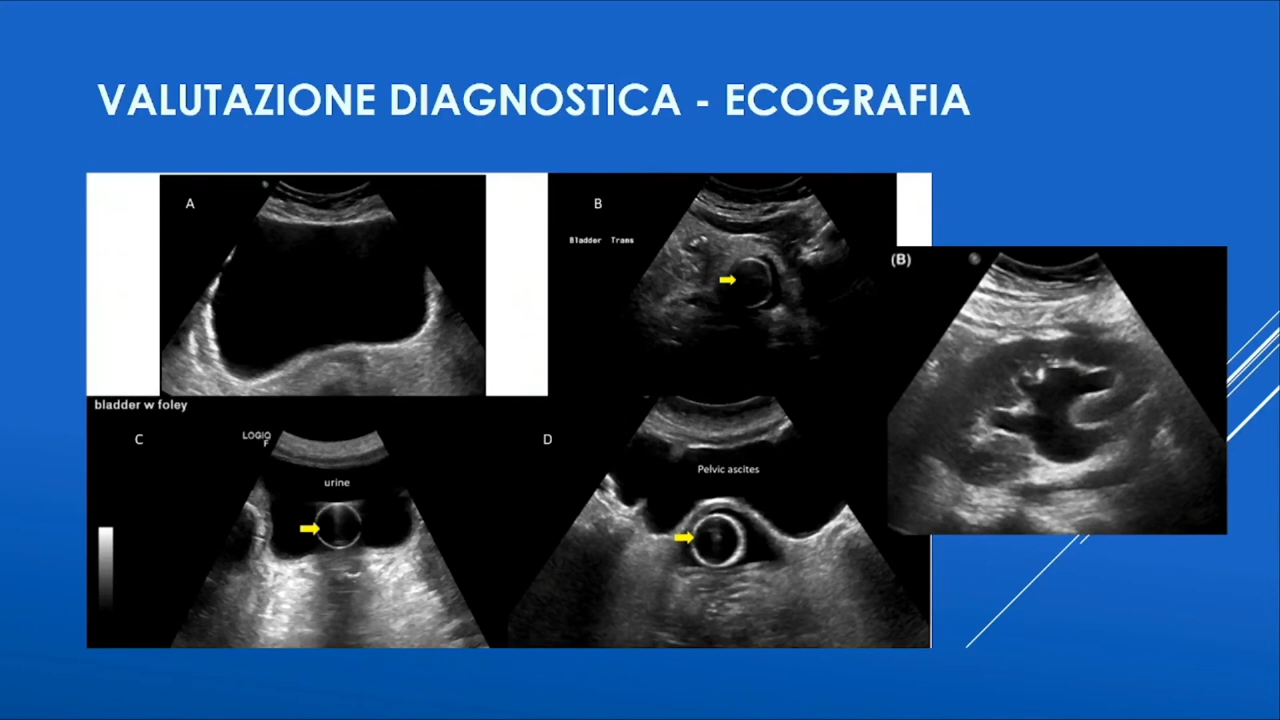 VALUTAZIONE DIAGNOSTICA - ECOGRAFIA
A
B
Bladder Trans
(B)
bladder w foley
C
LOGIQ
F
urine
D
Pelvic ascites